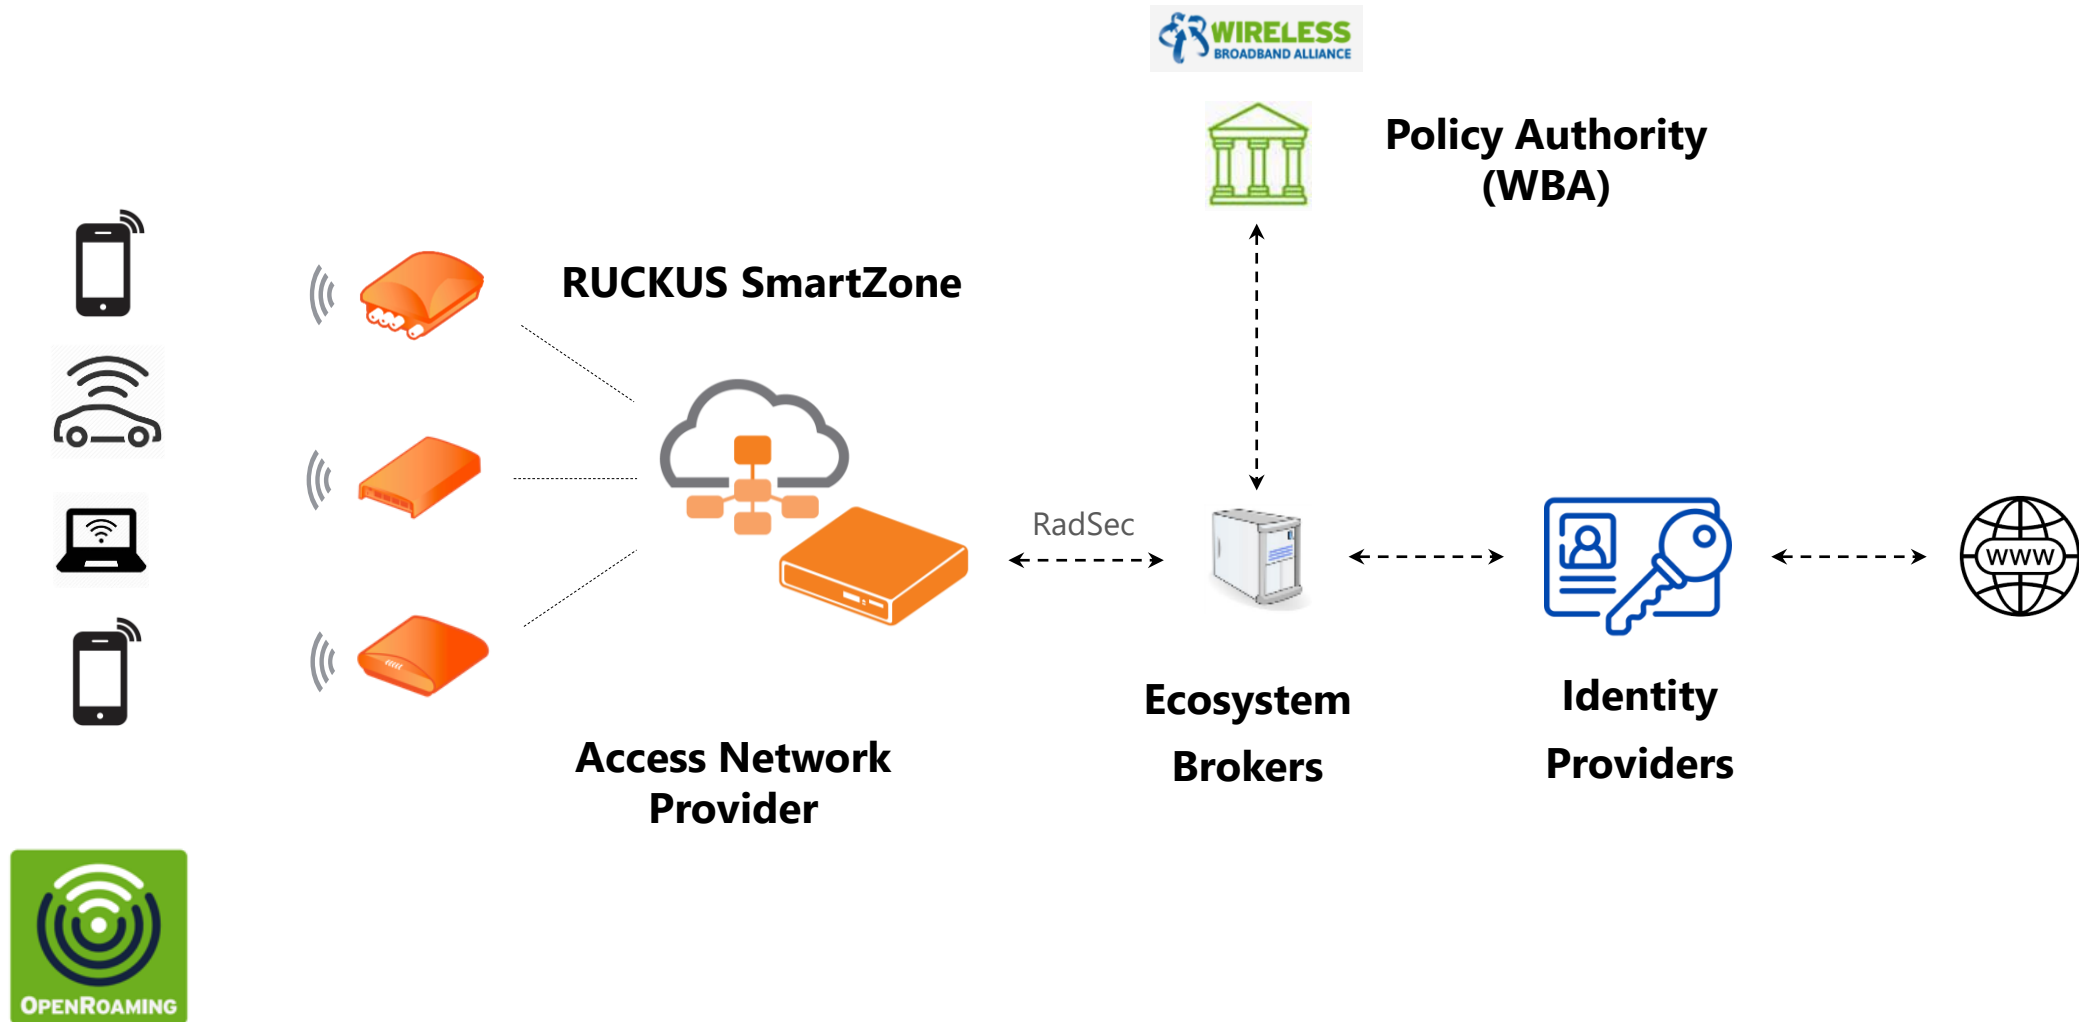 WIRELESS
BROADBAND ALLIANCE
Policy Authority
(WBA)
RUCKUS SmartZone
RadSec
WWW
Ecosystem
Brokers
Identity
Providers
Access Network
Provider
OPENROAMING